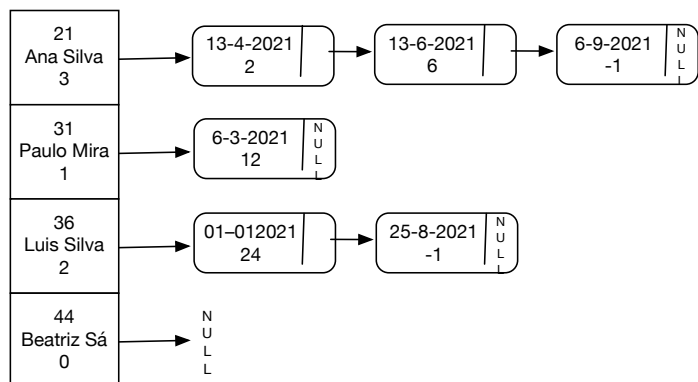 21
Ana Silva
3
13-4-2021
2
13-6-2021
6
6-9-2021
-1
NULL
31
Paulo Mira
1
6-3-2021
12
NULL
36
Luis Silva
2
01–012021
24
25-8-2021
-1
NULL
44
Beatriz Sá
0
NULL